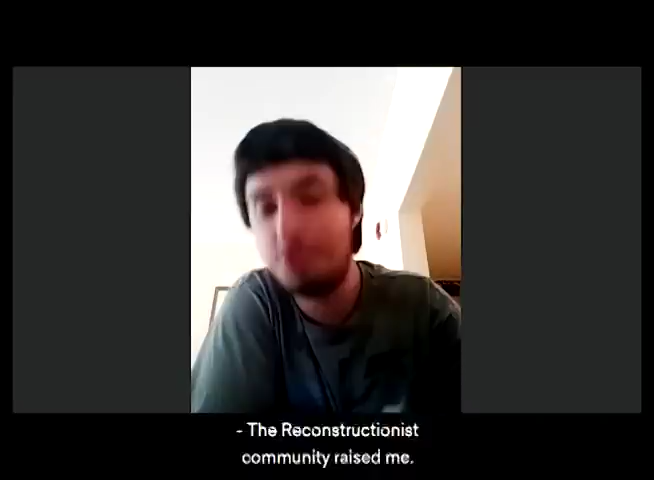 - The Reconstructionist
community raised me.